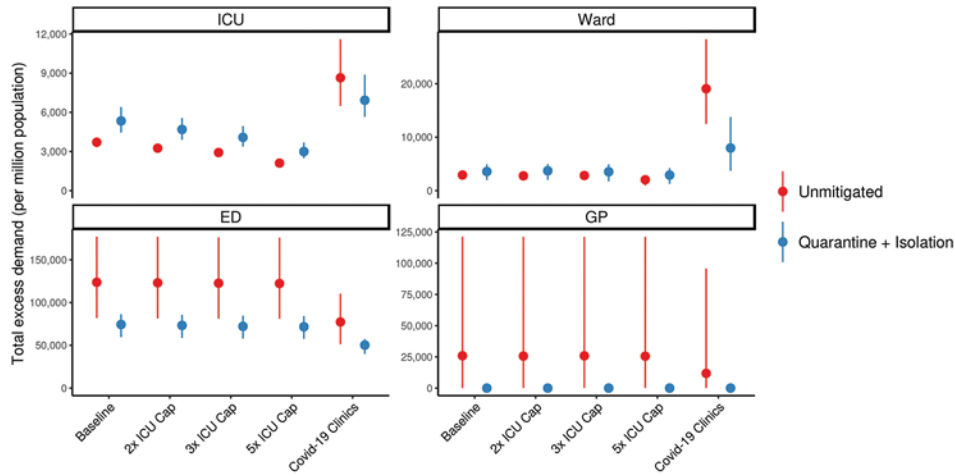 Total excess demand (per million population)
ICU
12,000
9,000
6,000
3,000
0
Ward
20,000
10,000
0
ED
150,000
100,000
50,000
0
Baseline
2x ICU Cap
3x ICU Cap
5x ICU Cap
Covid-19 Clinics
GP
125,000
100,000
75,000
50,000
25,000
0
Baseline
2x ICU Cap
3x ICU Cap
5x ICU Cap
Covid-19 Clinics
Unmitigated
Quarantine + Isolation